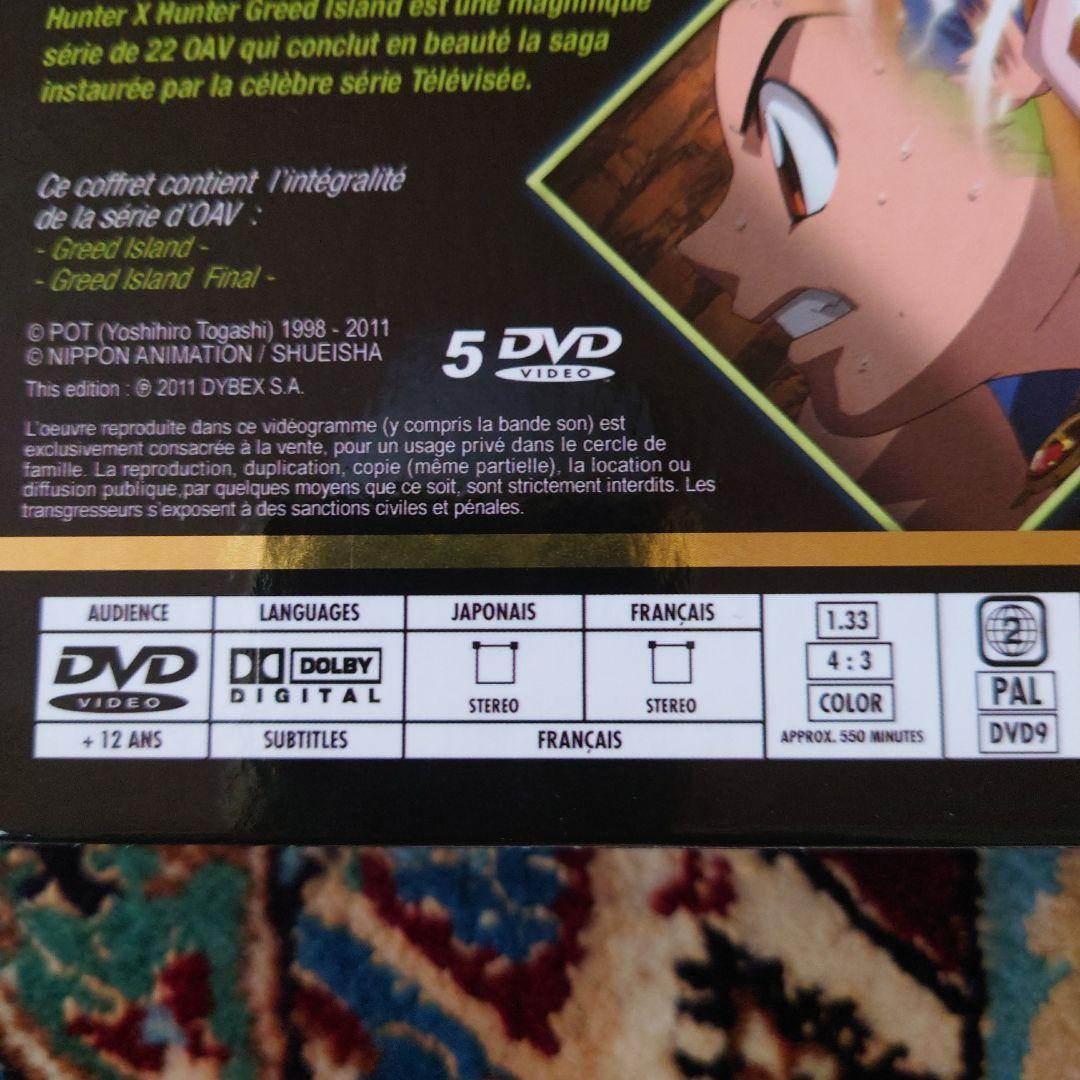 Hunter X Hunter Greed Island est une magnifique
série de 22 OAV qui conclut en beauté la saga
instaurée par la célèbre série Télévisée.
Ce coffret contient l'intégralité
de la série d'OAV :
- Greed Island -
- Greed Island Final -
© POT (Yoshihiro Togashi) 1998 - 2011
© NIPPON ANIMATION / SHUEISHA
This edition : ℗ 2011 DYBEX S.A.
5 DVD
VIDEO
L'oeuvre reproduite dans ce vidéogramme (y compris la bande son) est
exclusivement consacrée à la vente, pour un usage privé dans le cercle de
famille. La reproduction, duplication, copie (même partielle), la location ou
diffusion publique,par quelques moyens que ce soit, sont strictement interdits. Les
transgresseurs s'exposent à des sanctions civiles et pénales.
AUDIENCE
DVD
VIDEO
+ 12 ANS
LANGUAGES
DOLBY
DIGITAL
SUBTITLES
JAPONAIS
STEREO
FRANÇAIS
STEREO
FRANÇAIS
1.33
4 : 3
COLOR
APPROX. 550 MINUTES
2
PAL
DVD9